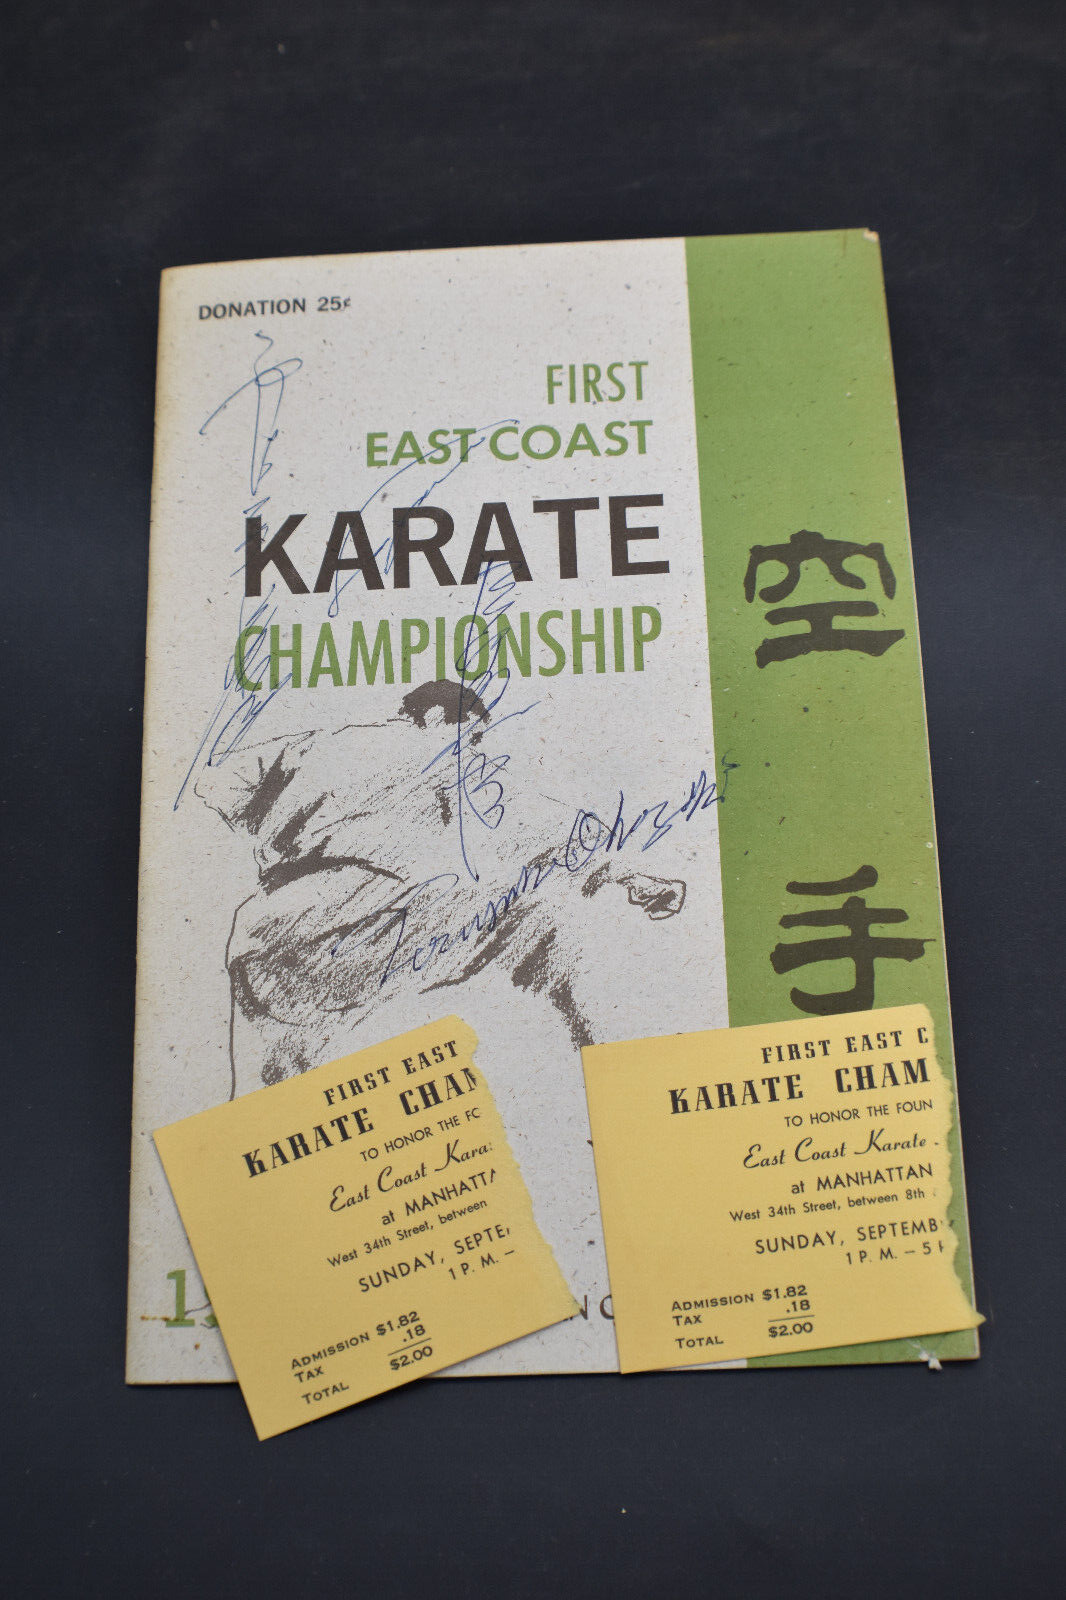 DONATION 25¢
FIRST
EAST COAST
KARATE
CHAMPIONSHIP
空
手
Tsutomu Ohshima
1
N
FIRST EAST
KARATE CHAM
TO HONOR THE FO
East Coast Kara
at MANHATTA
West 34th Street, between
SUNDAY, SEPTE
1 P. M. –
ADMISSION $1.82
TAX .18
TOTAL $2.00
FIRST EAST C
KARATE CHAM
TO HONOR THE FOUN
East Coast Karate
at MANHATTAN
West 34th Street, between 8th
SUNDAY, SEPTEMB
1 P. M. – 5 P
ADMISSION $1.82
TAX .18
TOTAL $2.00